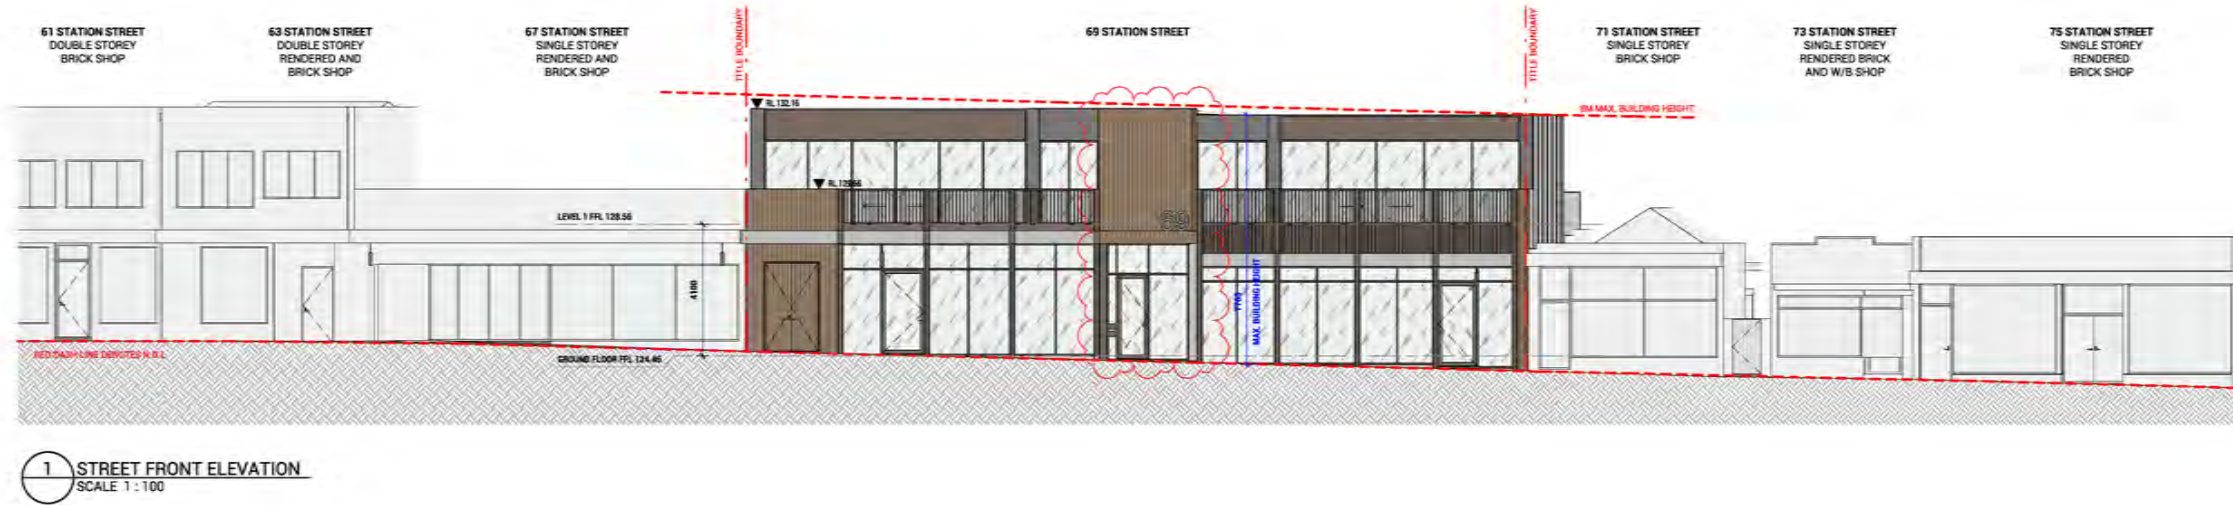 61 STATION STREET
DOUBLE STOREY
BRICK SHOP
63 STATION STREET
DOUBLE STOREY
RENDERED AND
BRICK SHOP
67 STATION STREET
SINGLE STOREY
RENDERED AND
BRICK SHOP
TITLE BOUNDARY
69 STATION STREET
TITLE BOUNDARY
71 STATION STREET
SINGLE STOREY
BRICK SHOP
73 STATION STREET
SINGLE STOREY
RENDERED BRICK
AND W/B SHOP
75 STATION STREET
SINGLE STOREY
RENDERED
BRICK SHOP
RL 132.16
8M MAX. BUILDING HEIGHT
LEVEL 1 FFL 128.56
69
4100
MAX. BUILDING HEIGHT
RED DASH LINE DENOTES N.G.L
GROUND FLOOR FFL 124.46
1
STREET FRONT ELEVATION
SCALE 1 : 100